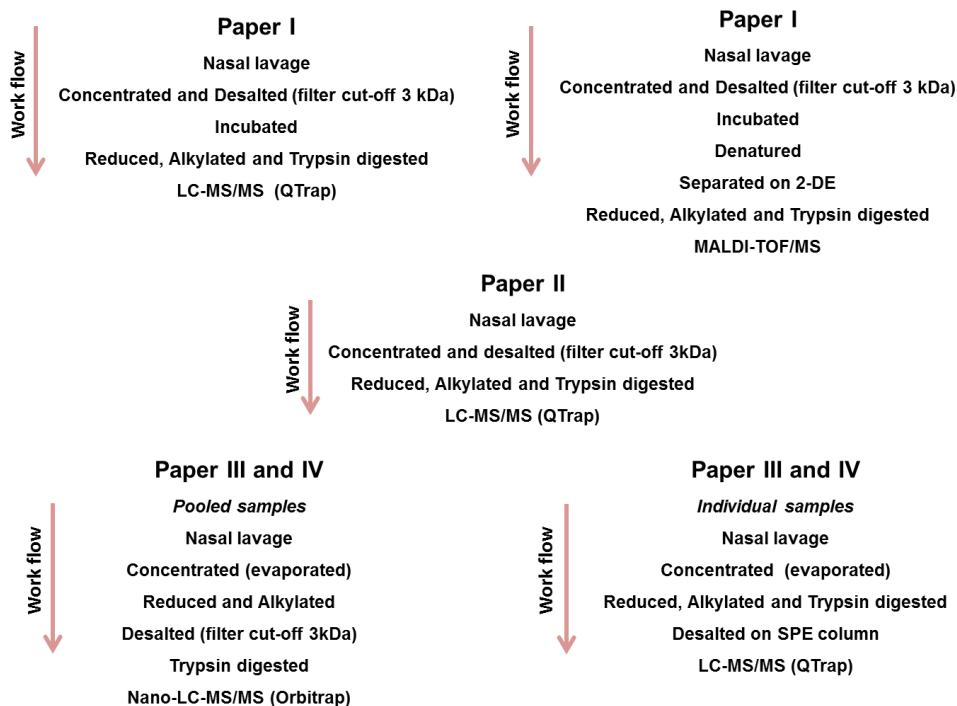 Paper I
Work flow
Nasal lavage
Concentrated and Desalted (filter cut-off 3 kDa)
Incubated
Reduced, Alkylated and Trypsin digested
LC-MS/MS (QTrap)
Paper I
Work flow
Nasal lavage
Concentrated and Desalted (filter cut-off 3 kDa)
Incubated
Denatured
Separated on 2-DE
Reduced, Alkylated and Trypsin digested
MALDI-TOF/MS
Paper II
Work flow
Nasal lavage
Concentrated and desalted (filter cut-off 3kDa)
Reduced, Alkylated and Trypsin digested
LC-MS/MS (QTrap)
Paper III and IV
Work flow
Pooled samples
Nasal lavage
Concentrated (evaporated)
Reduced and Alkylated
Desalted (filter cut-off 3kDa)
Trypsin digested
Nano-LC-MS/MS (Orbitrap)
Paper III and IV
Work flow
Individual samples
Nasal lavage
Concentrated (evaporated)
Reduced, Alkylated and Trypsin digested
Desalted on SPE column
LC-MS/MS (QTrap)